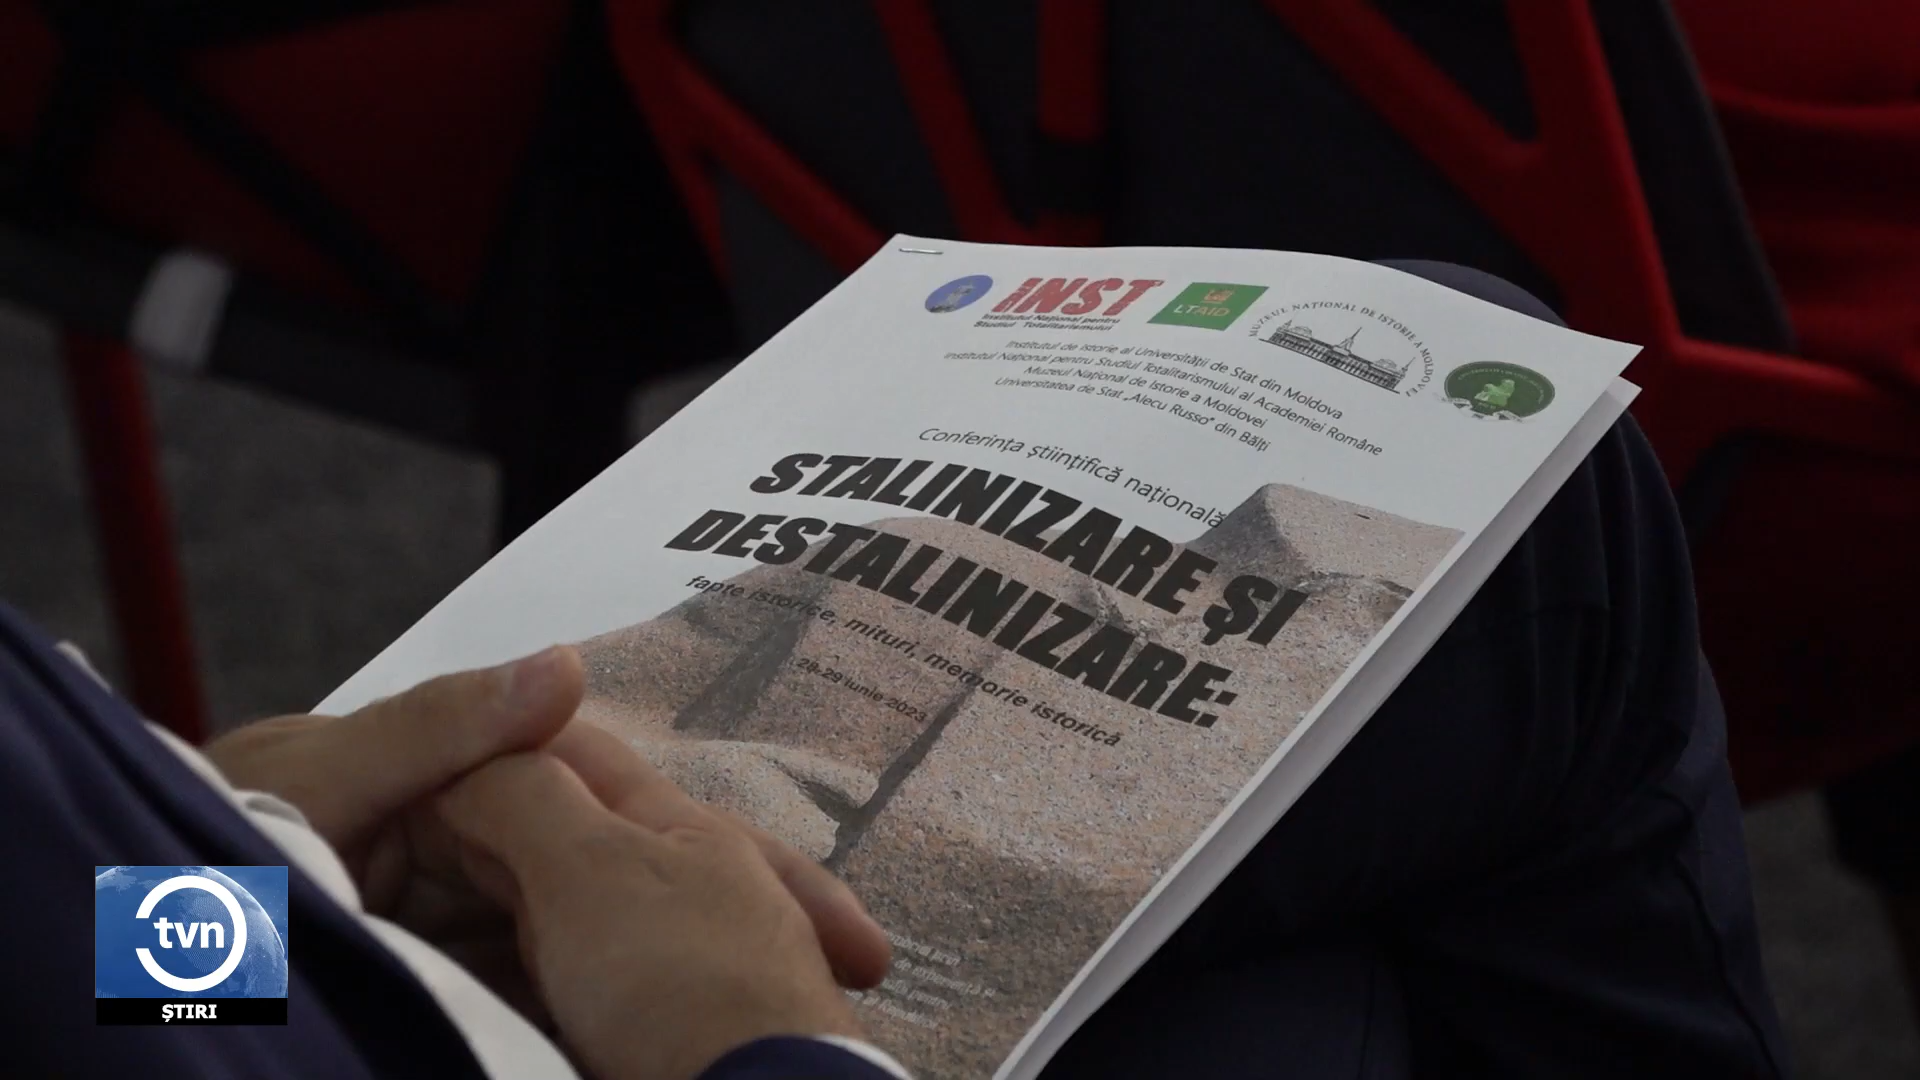 INST
Institutul Național pentru
Studiul Totalitarismului
LTAID
MUZEUL NAȚIONAL DE ISTORIE A MOLDOVEI
Institutul de Istorie al Universității de Stat din Moldova
Institutul Național pentru Studiul Totalitarismului al Academiei Române
Muzeul Național de Istorie a Moldovei
Universitatea de Stat „Alecu Russo” din Bălți
Conferința științifică națională
STALINIZARE ȘI
DESTALINIZARE:
fapte istorice, mituri, memorie istorică
28-29 iunie 2023
tvn
ȘTIRI